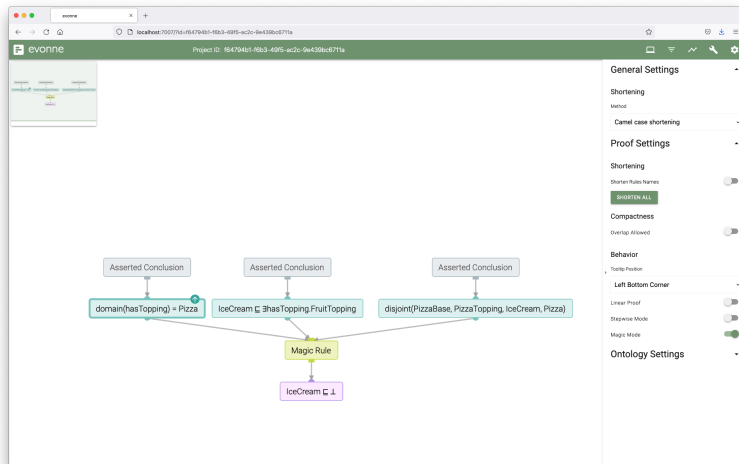 evonne
localhost:7007/?id=f64794b1-f6b3-49f5-ac2c-9e439bc6711a
evonne
Project ID: f64794b1-f6b3-49f5-ac2c-9e439bc6711a
General Settings
Shortening
Method
Camel case shortening
Proof Settings
Shortening
Shorten Rules Names
SHORTEN ALL
Compactness
Overlap Allowed
Behavior
Tooltip Position
Left Bottom Corner
Linear Proof
Stepwise Mode
Magic Mode
Ontology Settings
Asserted Conclusion
Asserted Conclusion
Asserted Conclusion
domain(hasTopping) = Pizza
IceCream ⊑ ∃hasTopping.FruitTopping
disjoint(PizzaBase, PizzaTopping, IceCream, Pizza)
Magic Rule
IceCream ⊑ ⊥